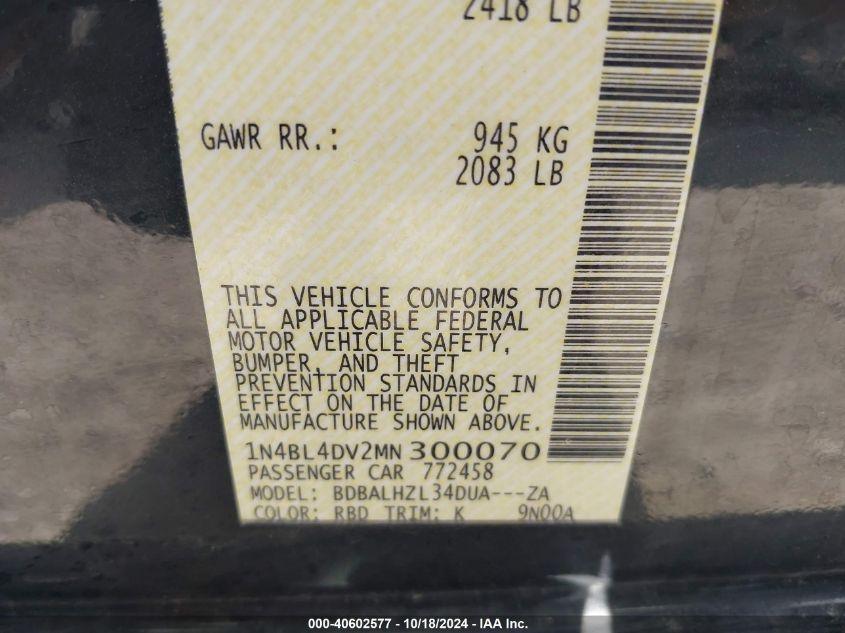 2418 LB
GAWR RR.: 945 KG
2083 LB
THIS VEHICLE CONFORMS TO
ALL APPLICABLE FEDERAL
MOTOR VEHICLE SAFETY,
BUMPER, AND THEFT
PREVENTION STANDARDS IN
EFFECT ON THE DATE OF
MANUFACTURE SHOWN ABOVE.
1N4BL4DV2MN300070
PASSENGER CAR 772458
MODEL: BDBALHZL34DUA---ZA
COLOR: RBD TRIM: K 9N00A
000-40602577 - 10/18/2024 - IAA Inc.